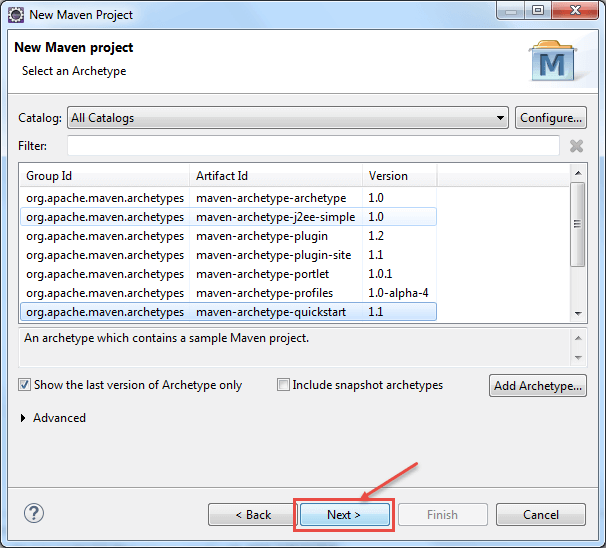 New Maven Project
New Maven project
Select an Archetype
M
Catalog: All Catalogs Configure...
Filter:
Group Id Artifact Id Version
org.apache.maven.archetypes maven-archetype-archetype 1.0
org.apache.maven.archetypes maven-archetype-j2ee-simple 1.0
org.apache.maven.archetypes maven-archetype-plugin 1.2
org.apache.maven.archetypes maven-archetype-plugin-site 1.1
org.apache.maven.archetypes maven-archetype-portlet 1.0.1
org.apache.maven.archetypes maven-archetype-profiles 1.0-alpha-4
org.apache.maven.archetypes maven-archetype-quickstart 1.1
An archetype which contains a sample Maven project.
Show the last version of Archetype only Include snapshot archetypes Add Archetype...
Advanced
? < Back Next > Finish Cancel